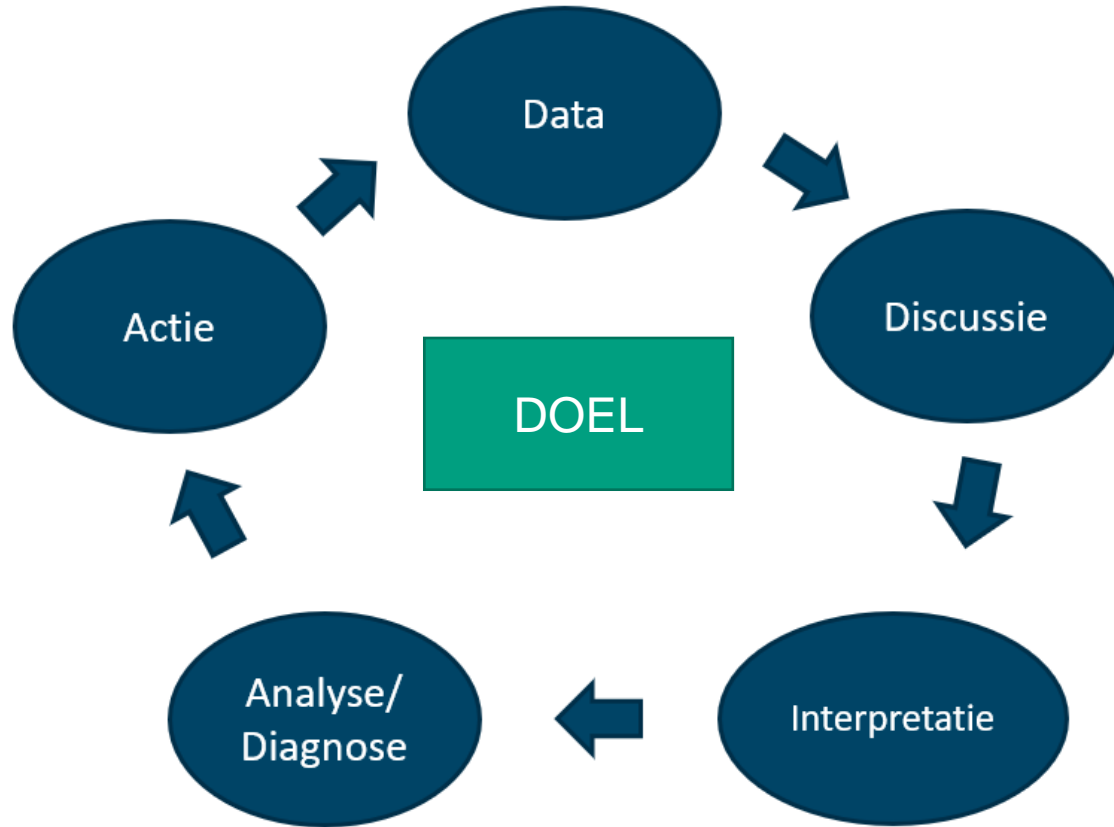 Data
Discussie
Interpretatie
Analyse/
Diagnose
Actie
DOEL